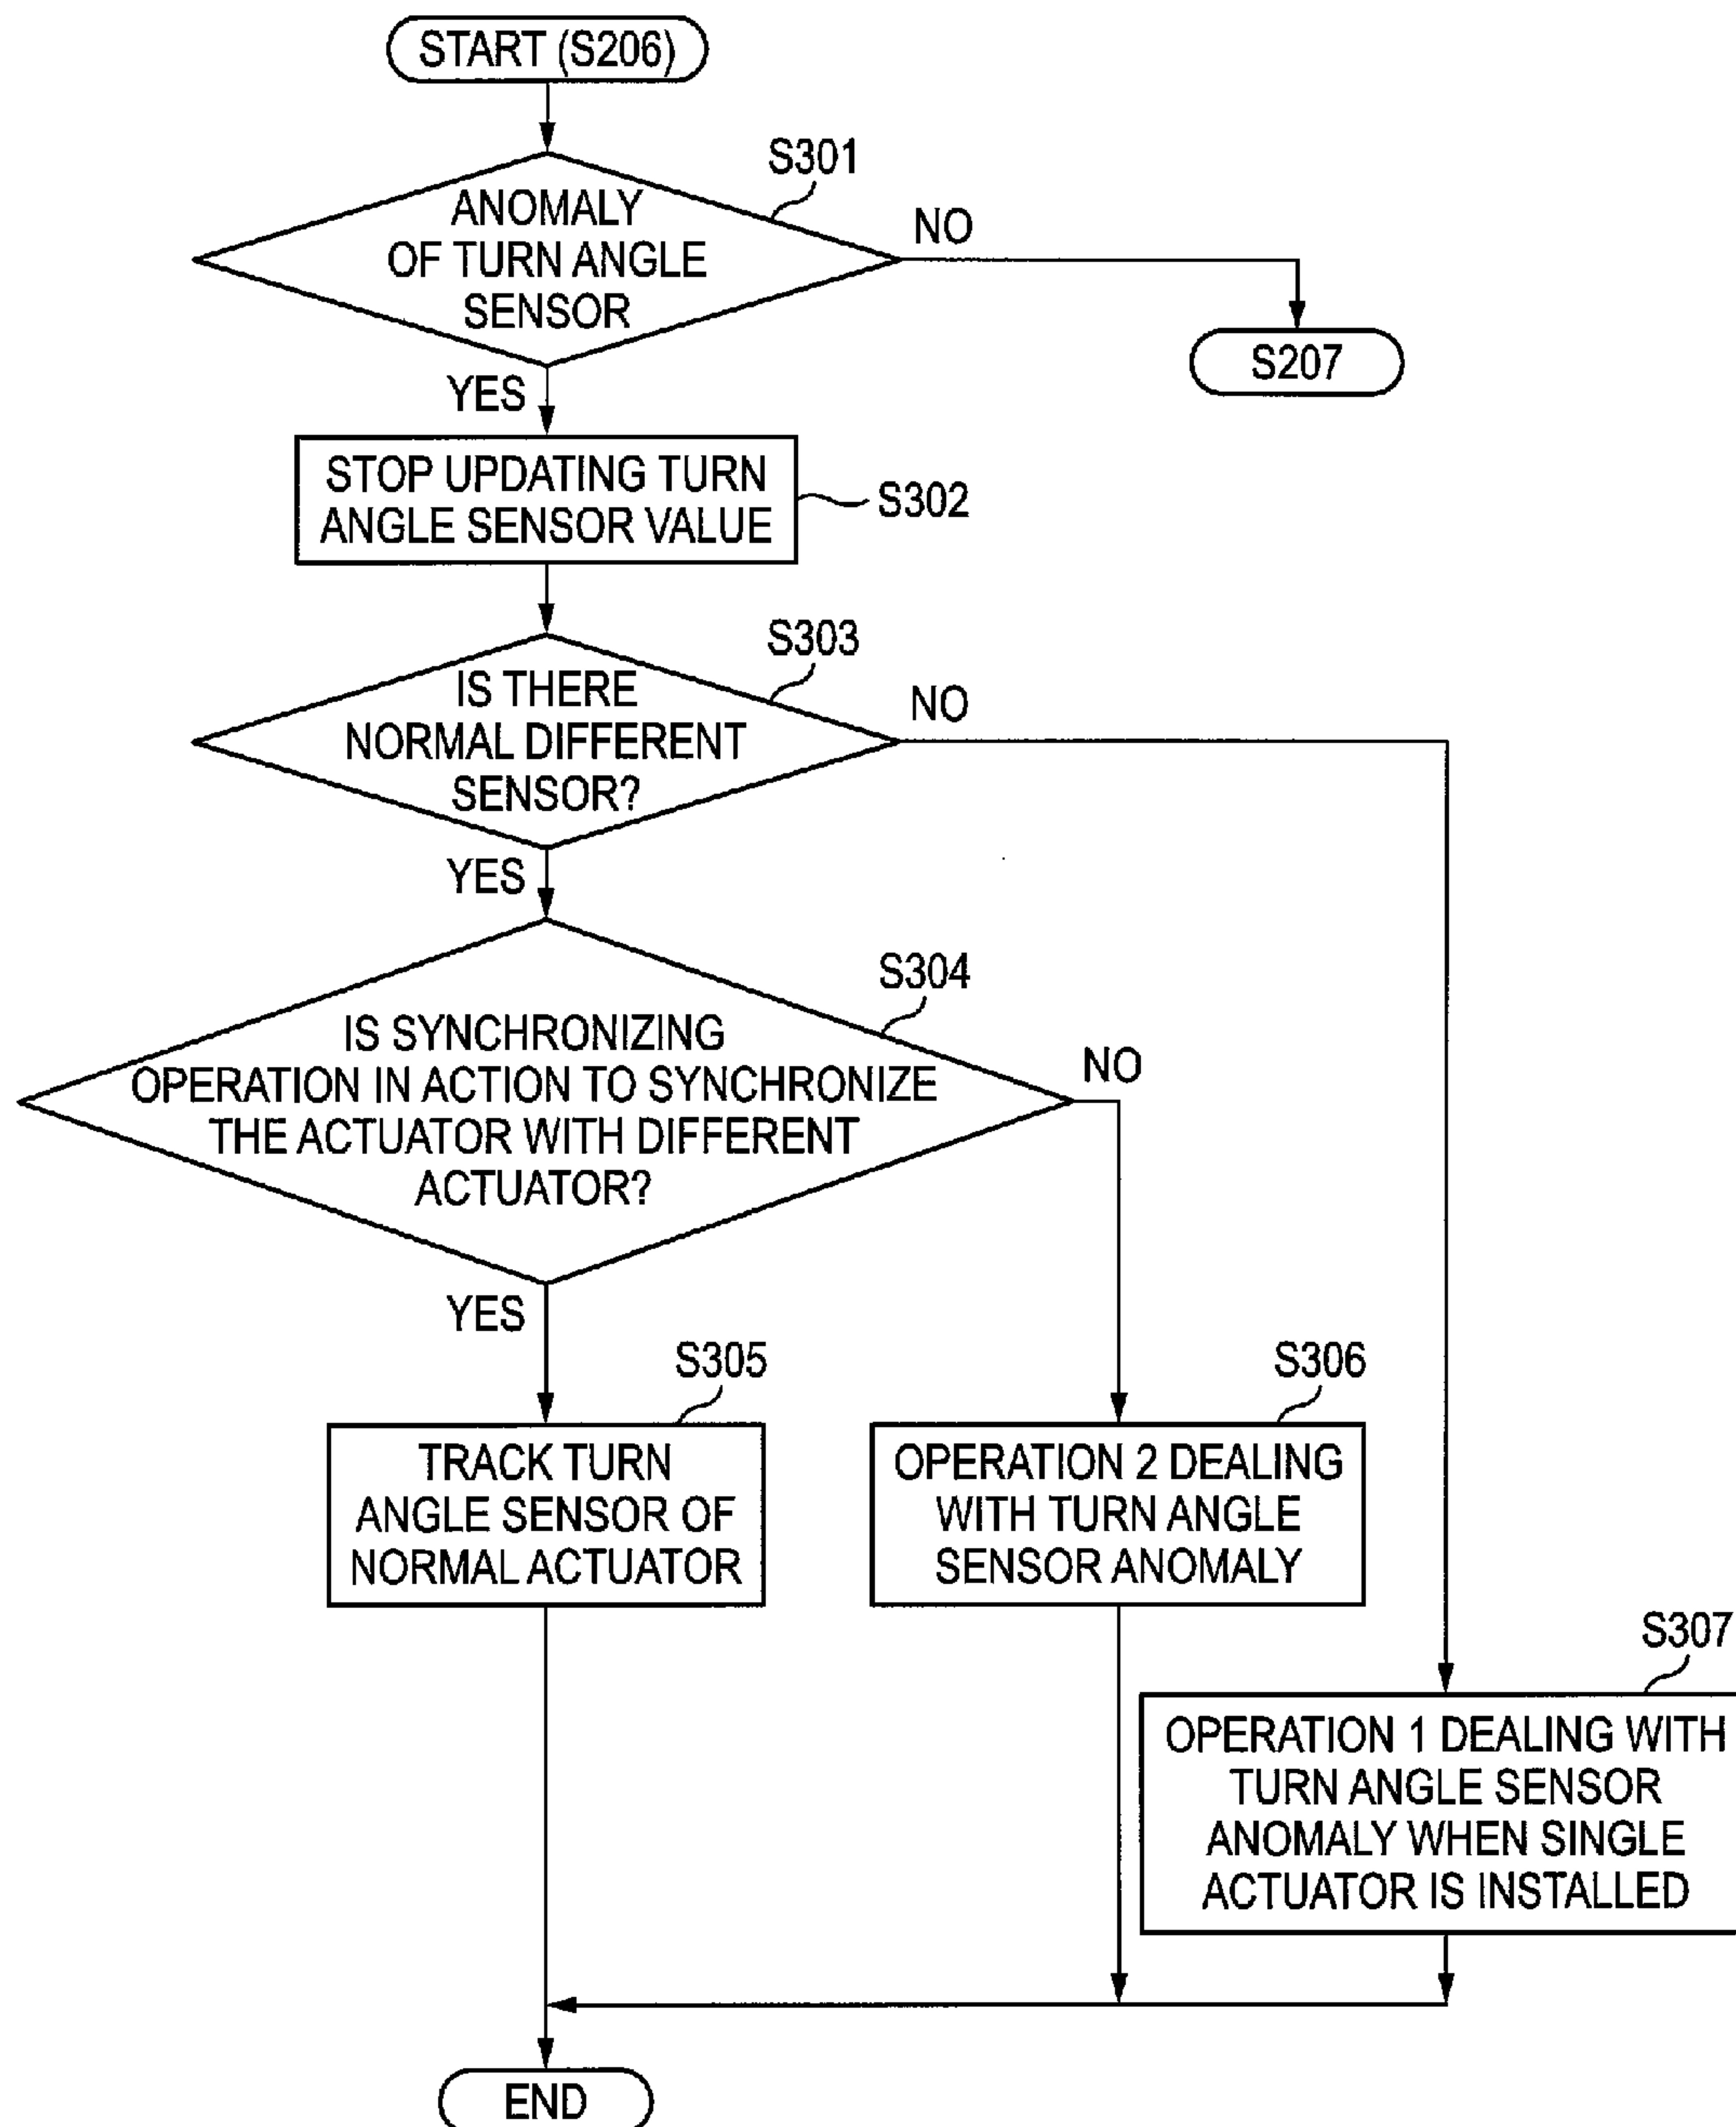 START (S206)
S301
ANOMALY
OF TURN ANGLE
SENSOR
NO
S207
YES
STOP UPDATING TURN
ANGLE SENSOR VALUE
S302
S303
IS THERE
NORMAL DIFFERENT
SENSOR?
NO
YES
S304
IS SYNCHRONIZING
OPERATION IN ACTION TO SYNCHRONIZE
THE ACTUATOR WITH DIFFERENT
ACTUATOR?
NO
YES
S305
TRACK TURN
ANGLE SENSOR OF
NORMAL ACTUATOR
S306
OPERATION 2 DEALING
WITH TURN ANGLE
SENSOR ANOMALY
S307
OPERATION 1 DEALING WITH
TURN ANGLE SENSOR
ANOMALY WHEN SINGLE
ACTUATOR IS INSTALLED
END